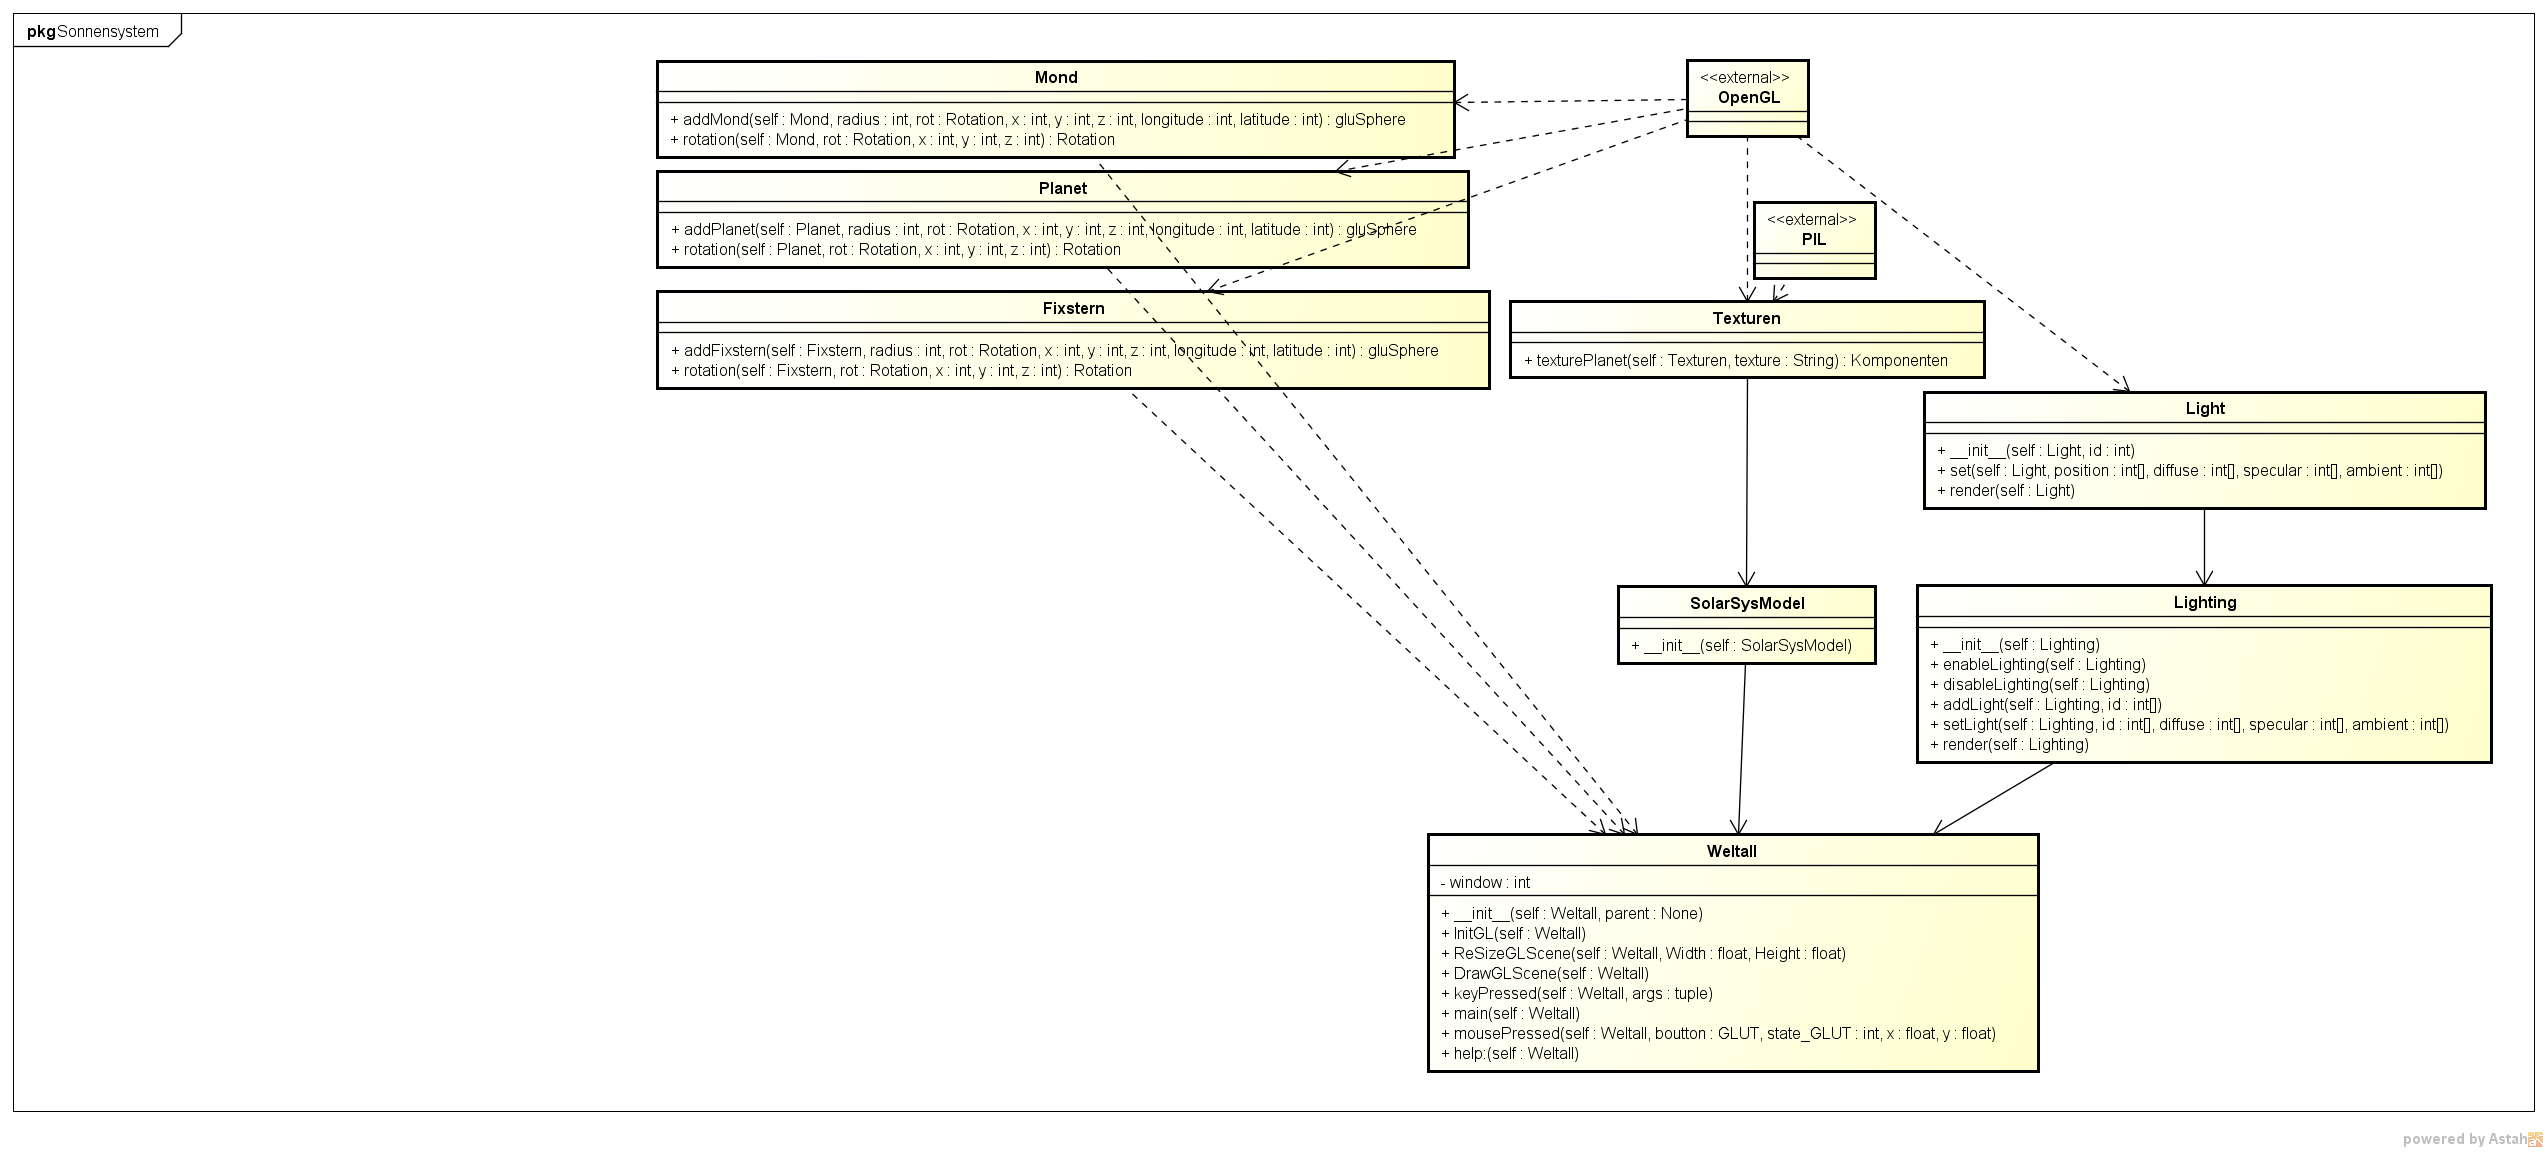 pkg Sonnensystem
Mond
+ addMond(self : Mond, radius : int, rot : Rotation, x : int, y : int, z : int, longitude : int, latitude : int) : gluSphere
+ rotation(self : Mond, rot : Rotation, x : int, y : int, z : int) : Rotation
<<external>>
OpenGL
Planet
+ addPlanet(self : Planet, radius : int, rot : Rotation, x : int, y : int, z : int, longitude : int, latitude : int) : gluSphere
+ rotation(self : Planet, rot : Rotation, x : int, y : int, z : int) : Rotation
<<external>>
PIL
Fixstern
+ addFixstern(self : Fixstern, radius : int, rot : Rotation, x : int, y : int, z : int, longitude : int, latitude : int) : gluSphere
+ rotation(self : Fixstern, rot : Rotation, x : int, y : int, z : int) : Rotation
Texturen
+ texturePlanet(self : Texturen, texture : String) : Komponenten
Light
+ __init__(self : Light, id : int)
+ set(self : Light, position : int[], diffuse : int[], specular : int[], ambient : int[])
+ render(self : Light)
SolarSysModel
+ __init__(self : SolarSysModel)
Lighting
+ __init__(self : Lighting)
+ enableLighting(self : Lighting)
+ disableLighting(self : Lighting)
+ addLight(self : Lighting, id : int[])
+ setLight(self : Lighting, id : int[], diffuse : int[], specular : int[], ambient : int[])
+ render(self : Lighting)
Weltall
- window : int
+ __init__(self : Weltall, parent : None)
+ InitGL(self : Weltall)
+ ReSizeGLScene(self : Weltall, Width : float, Height : float)
+ DrawGLScene(self : Weltall)
+ keyPressed(self : Weltall, args : tuple)
+ main(self : Weltall)
+ mousePressed(self : Weltall, boutton : GLUT, state_GLUT : int, x : float, y : float)
+ help:(self : Weltall)
powered by Astah